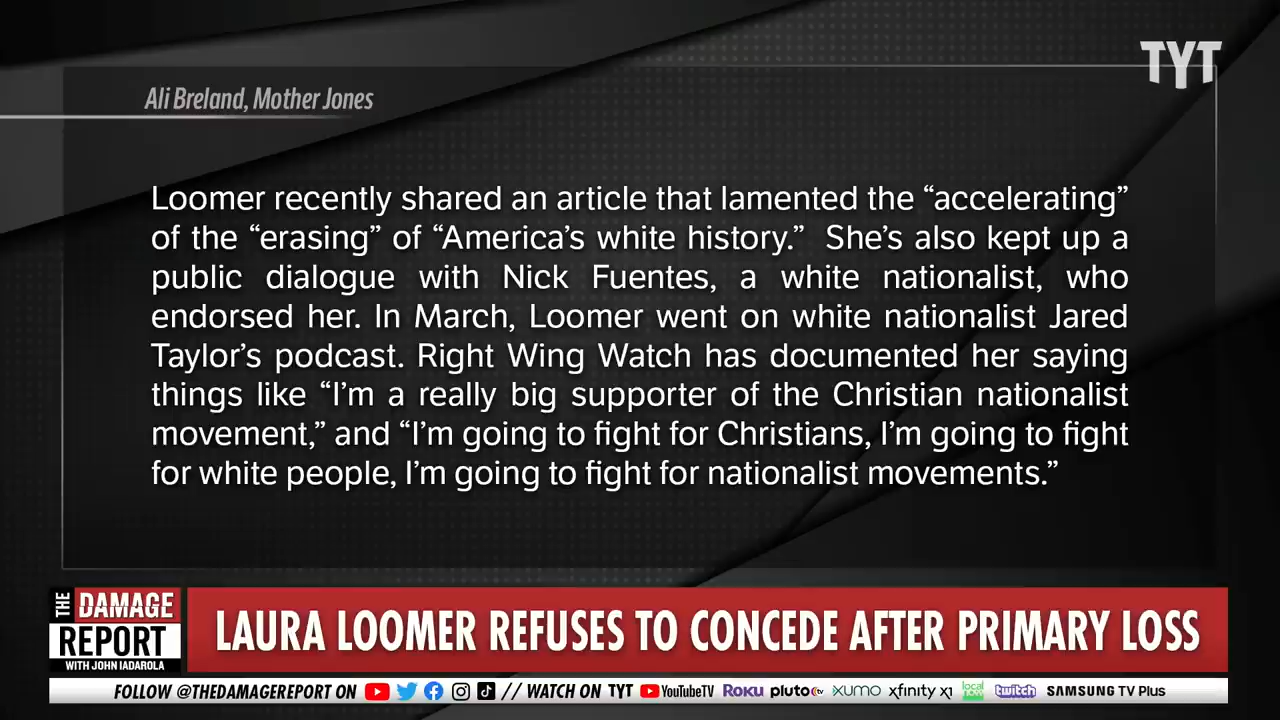 TYT
Ali Breland, Mother Jones
Loomer recently shared an article that lamented the “accelerating”
of the “erasing” of “America’s white history.” She’s also kept up a
public dialogue with Nick Fuentes, a white nationalist, who
endorsed her. In March, Loomer went on white nationalist Jared
Taylor’s podcast. Right Wing Watch has documented her saying
things like “I’m a really big supporter of the Christian nationalist
movement,” and “I’m going to fight for Christians, I’m going to fight
for white people, I’m going to fight for nationalist movements.”
THE DAMAGE
REPORT
WITH JOHN IADAROLA
LAURA LOOMER REFUSES TO CONCEDE AFTER PRIMARY LOSS
FOLLOW @THEDAMAGEREPORT ON // WATCH ON TYT YouTubeTV Roku pluto tv xumo xfinity x1 local now twitch SAMSUNG TV Plus